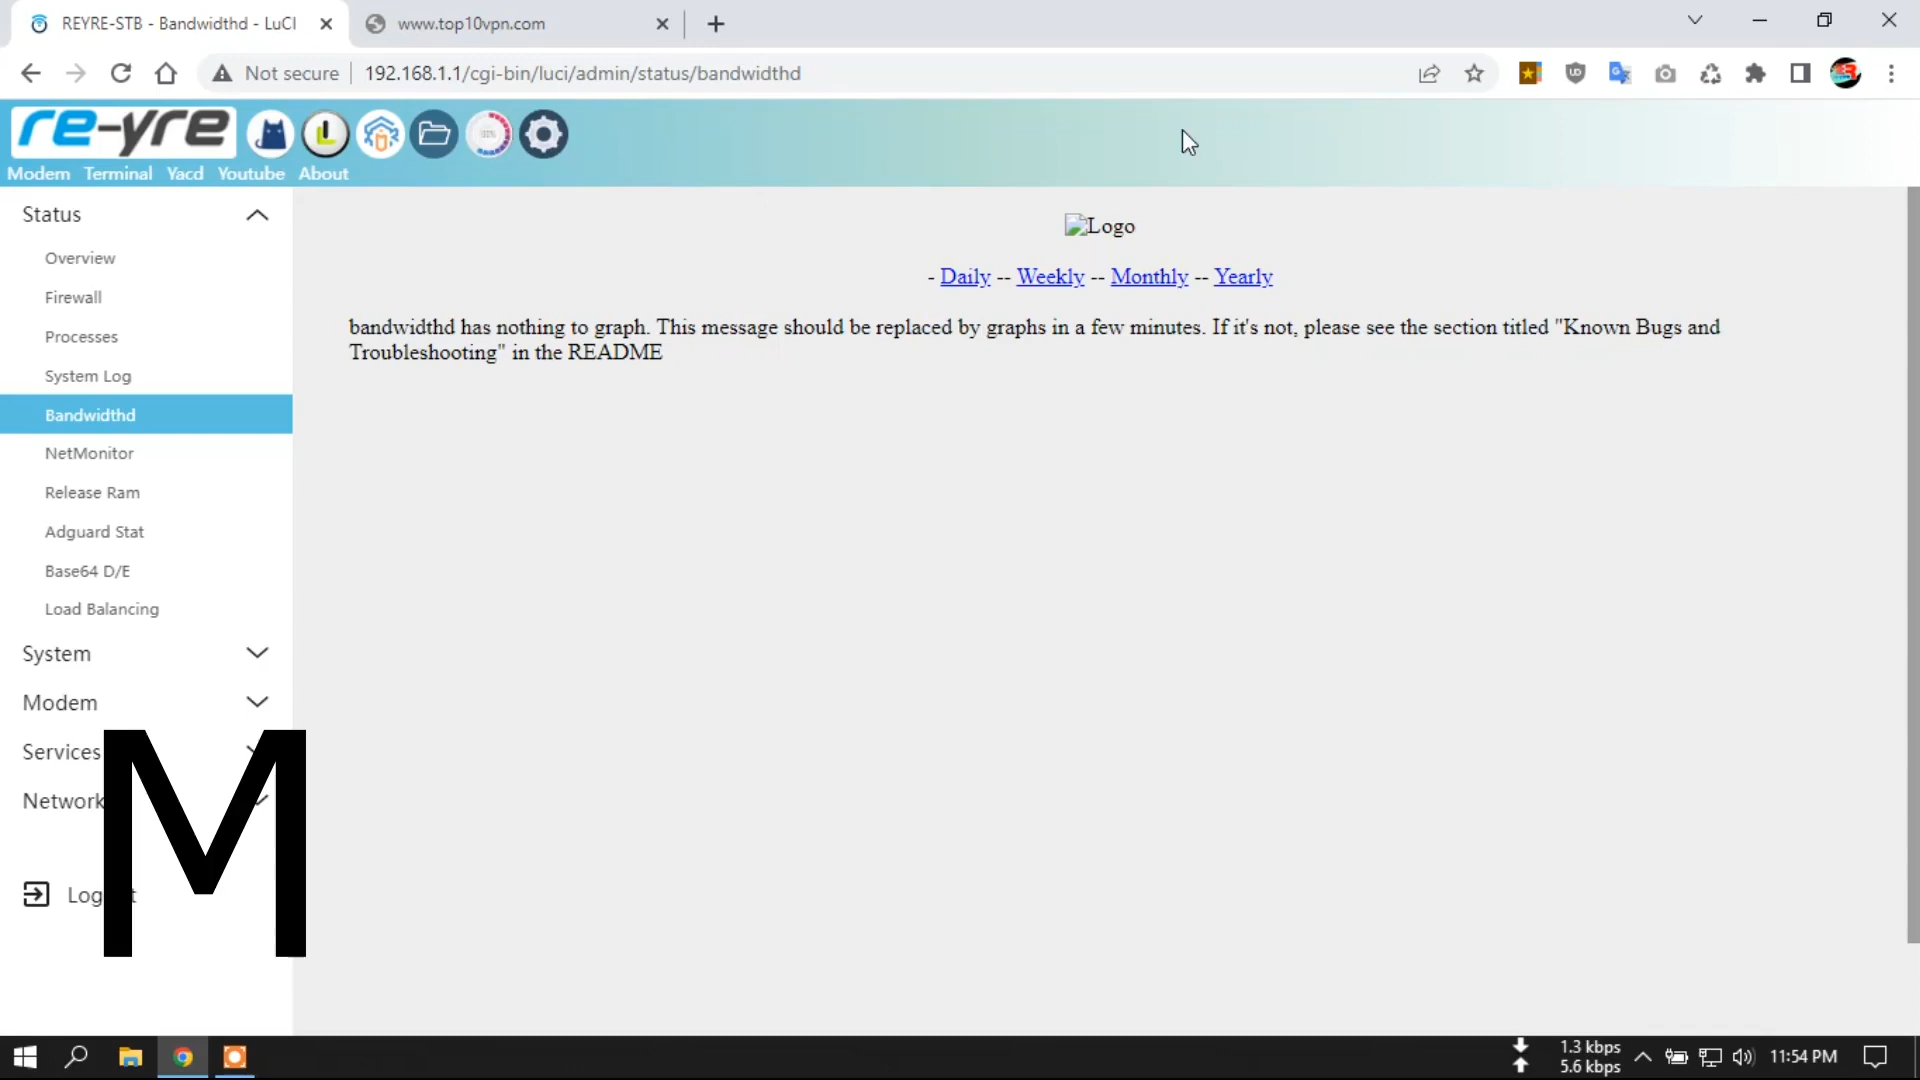 REYRE-STB - Bandwidthd - LuCI
www.top10vpn.com
Not secure
192.168.1.1/cgi-bin/luci/admin/status/bandwidthd
re-yre
100%
Modem Terminal Yacd Youtube About
Status
Overview
Firewall
Processes
System Log
Bandwidthd
NetMonitor
Release Ram
Adguard Stat
Base64 D/E
Load Balancing
System
Modem
Services
Network
M
Logo
- Daily -- Weekly -- Monthly -- Yearly
bandwidthd has nothing to graph. This message should be replaced by graphs in a few minutes. If it's not, please see the section titled "Known Bugs and
Troubleshooting" in the README
1.3 kbps
5.6 kbps
11:54 PM